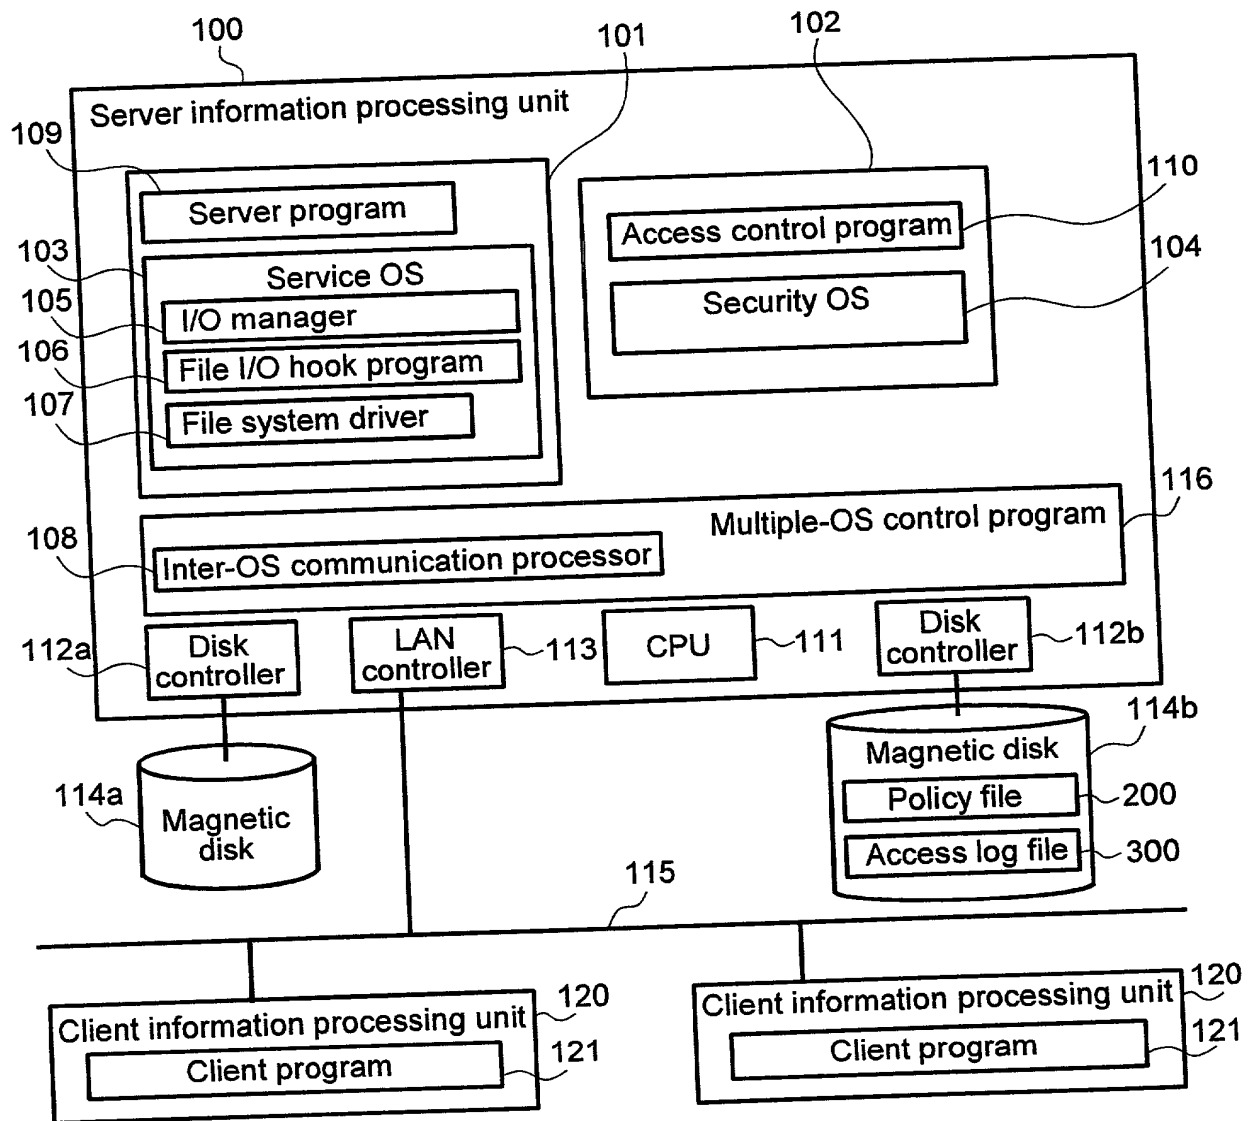 100
101
102
Server information processing unit
109
110
Server program
Access control program
103
104
Service OS
Security OS
105
I/O manager
106
File I/O hook program
107
File system driver
116
Multiple-OS control program
108
Inter-OS communication processor
112a
Disk
controller
LAN
controller
113
CPU
111
Disk
controller
112b
114b
Magnetic disk
114a
Magnetic
disk
Policy file
200
Access log file
300
115
Client information processing unit
120
Client program
121
Client information processing unit
120
Client program
121